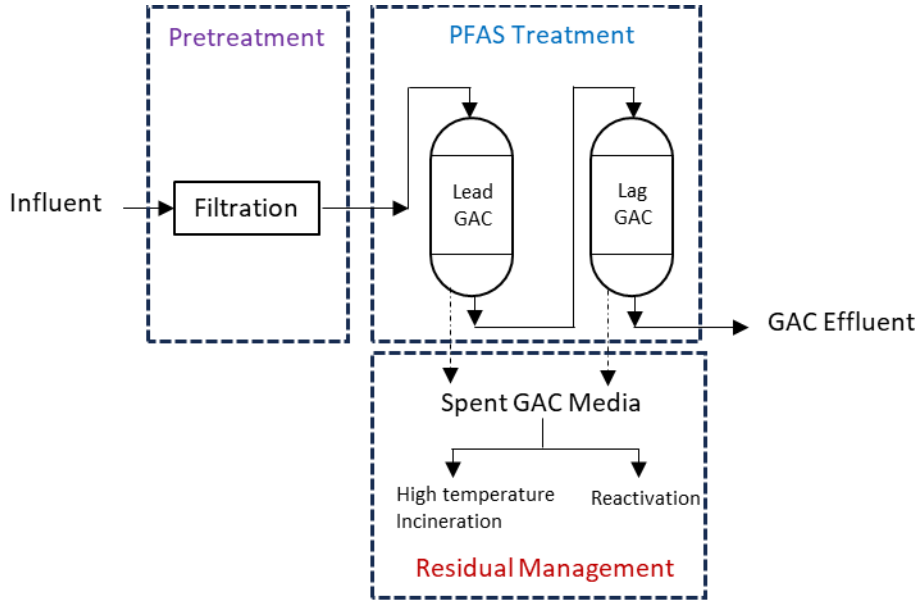 Pretreatment
PFAS Treatment
Influent
Filtration
Lead
GAC
Lag
GAC
GAC Effluent
Spent GAC Media
High temperature
Incineration
Reactivation
Residual Management